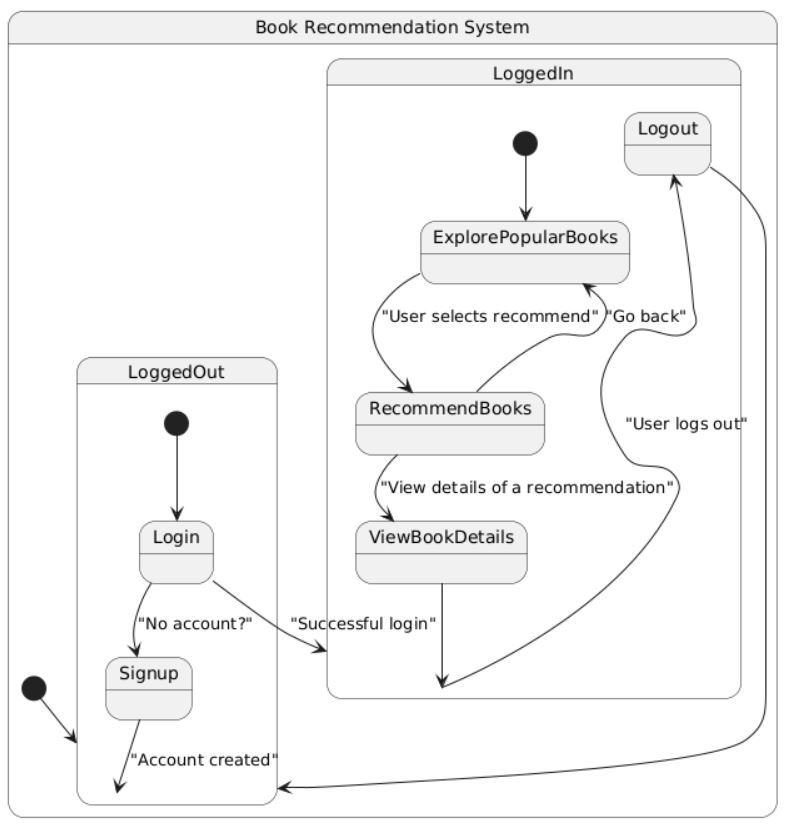 Book Recommendation System
LoggedIn
Logout
ExplorePopularBooks
"User selects recommend"
"Go back"
LoggedOut
RecommendBooks
"User logs out"
"View details of a recommendation"
Login
ViewBookDetails
"No account?"
"Successful login"
Signup
"Account created"